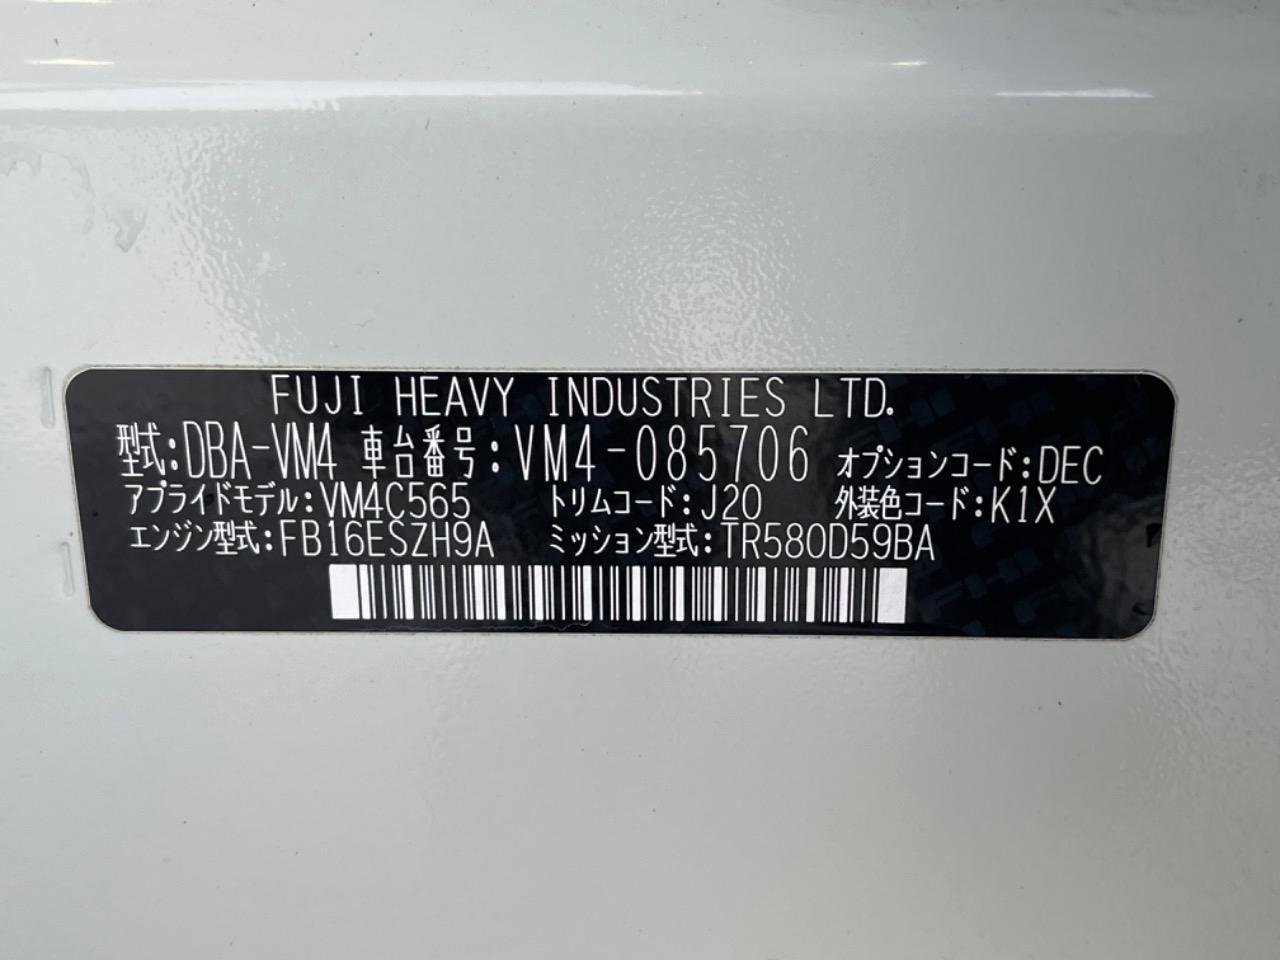 FUJI HEAVY INDUSTRIES LTD.
型式:DBA-VM4 車台番号:VM4-085706 オプションコード:DEC
アプライドモデル:VM4C565 トリムコード:J20 外装色コード:K1X
エンジン型式:FB16ESZH9A ミッション型式:TR580D59BA